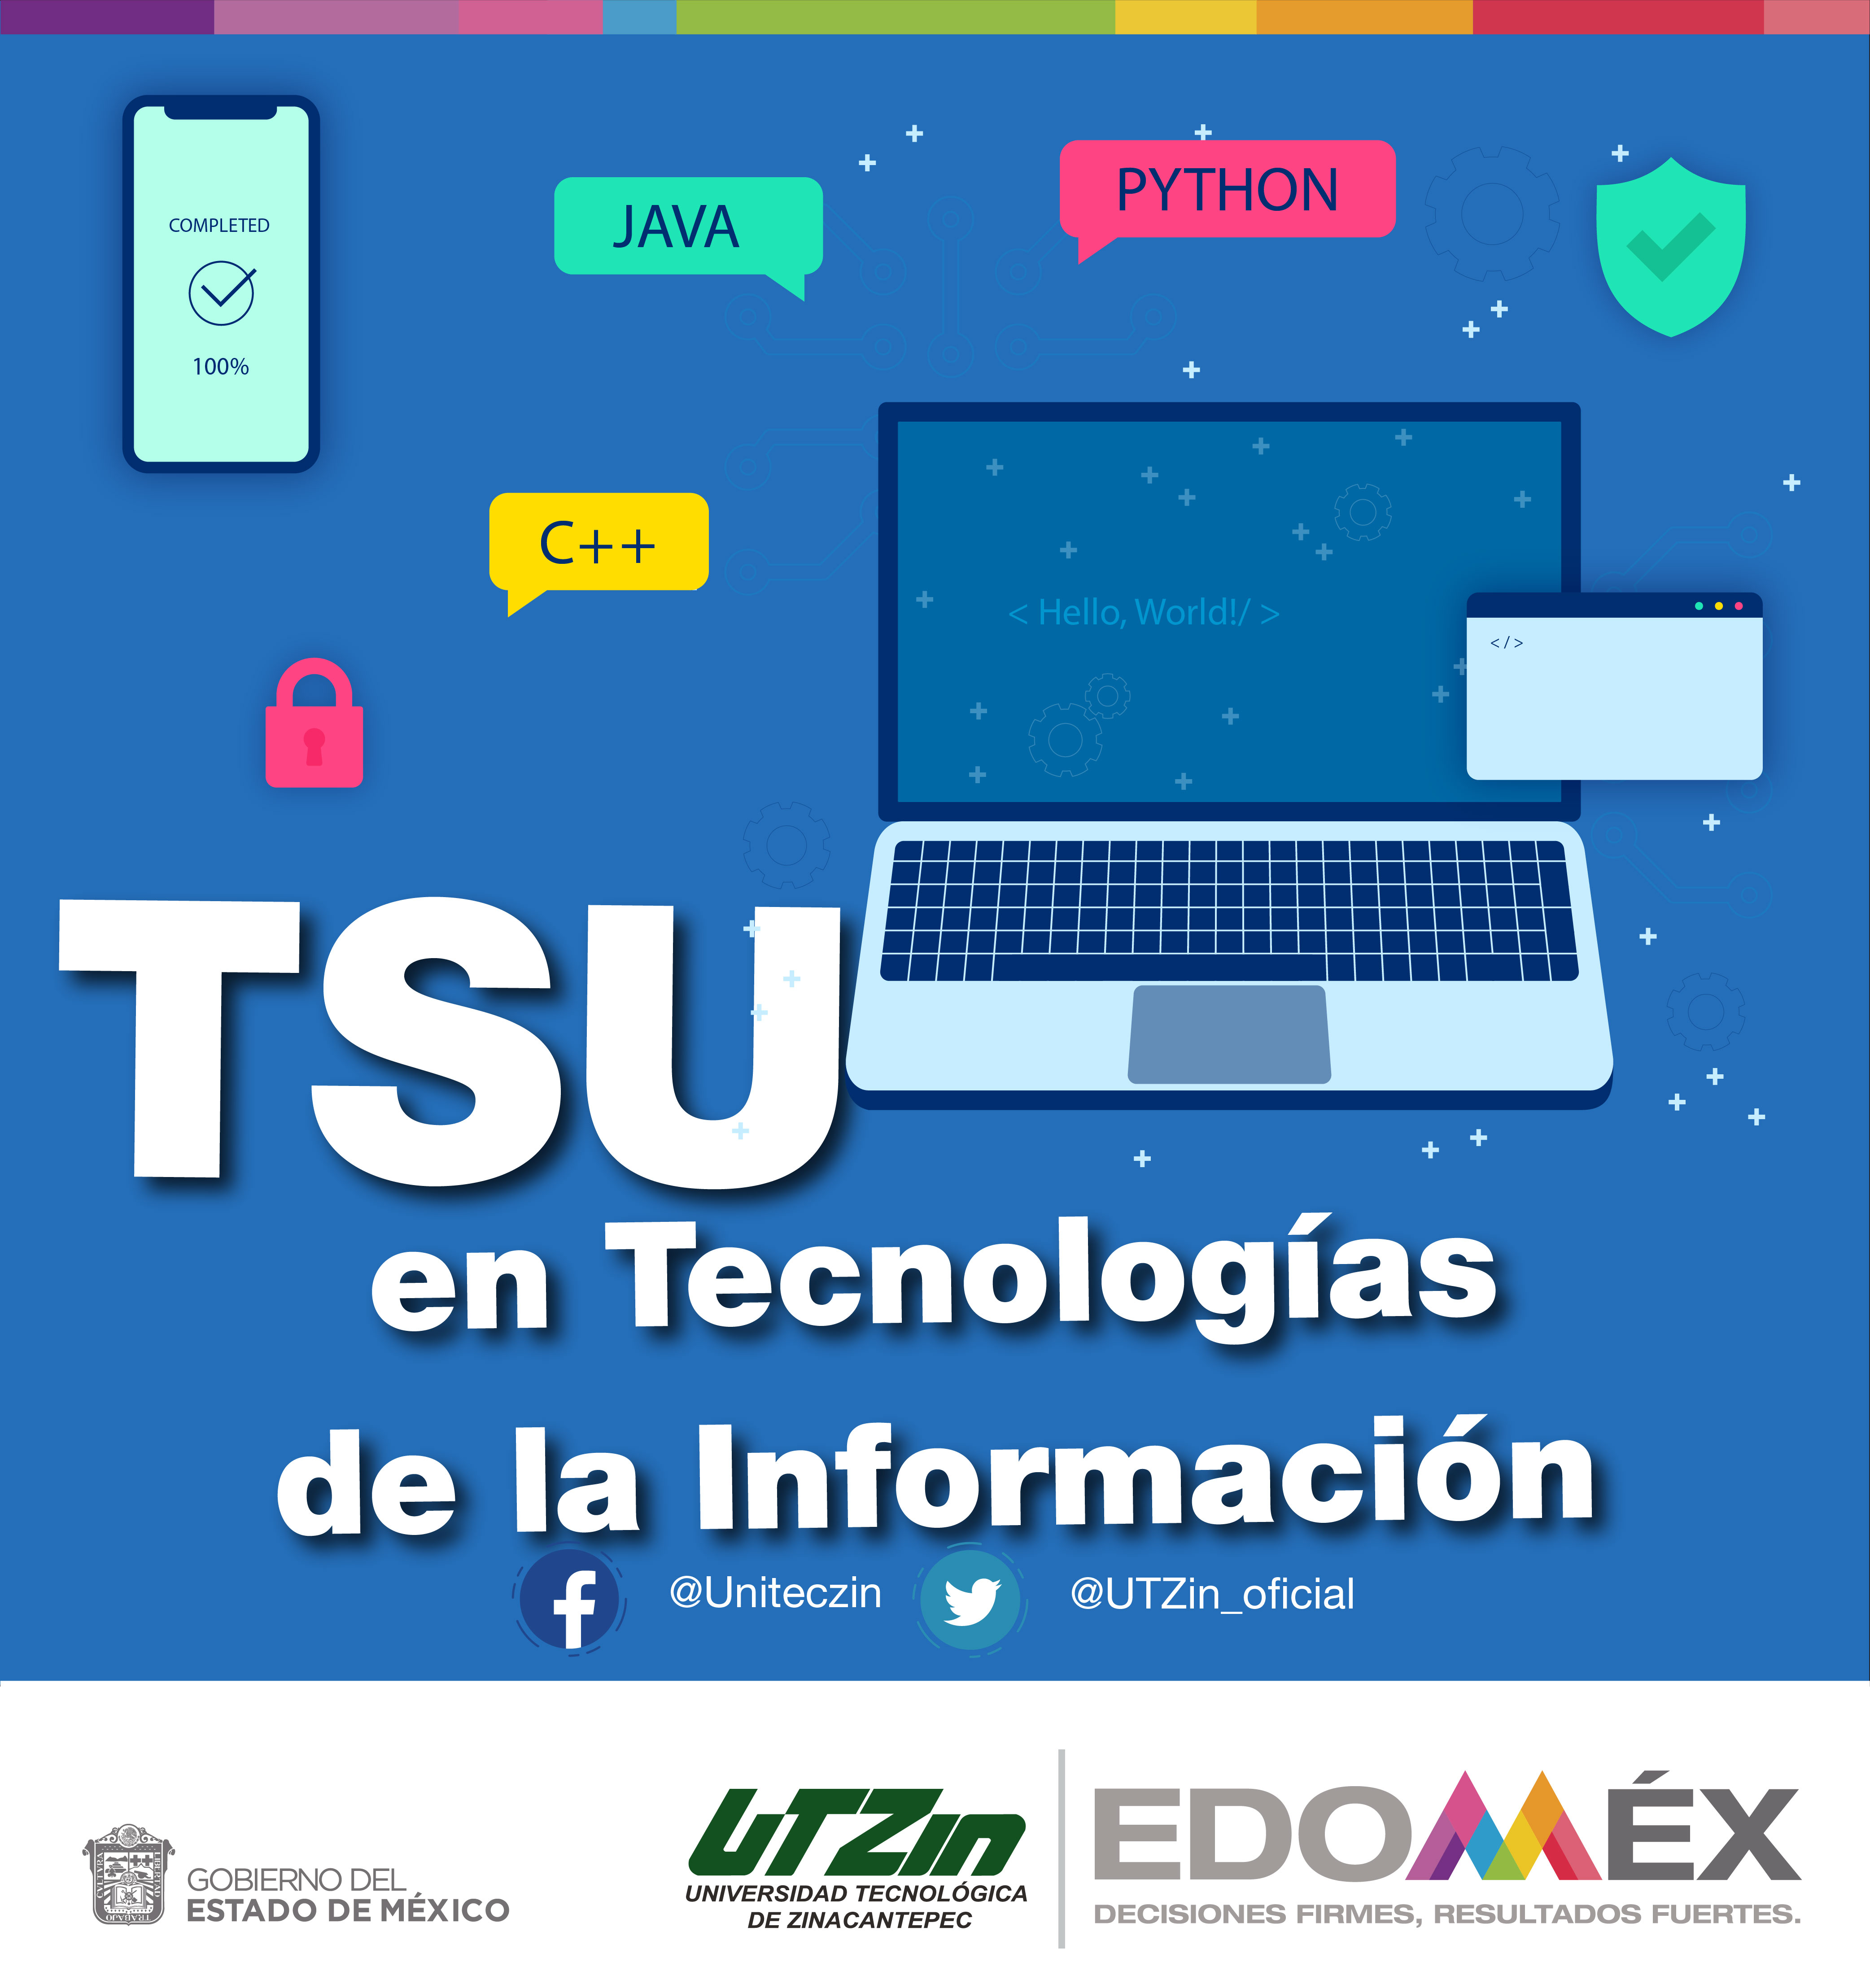 COMPLETED
100%
JAVA
PYTHON
C++
< Hello, World!/ >
</>
TSU
en Tecnologías
de la Información
@Uniteczin
@UTZin_oficial
GOBIERNO DEL
ESTADO DE MÉXICO
UTZin
UNIVERSIDAD TECNOLÓGICA
DE ZINACANTEPEC
EDOMÉX
DECISIONES FIRMES, RESULTADOS FUERTES.